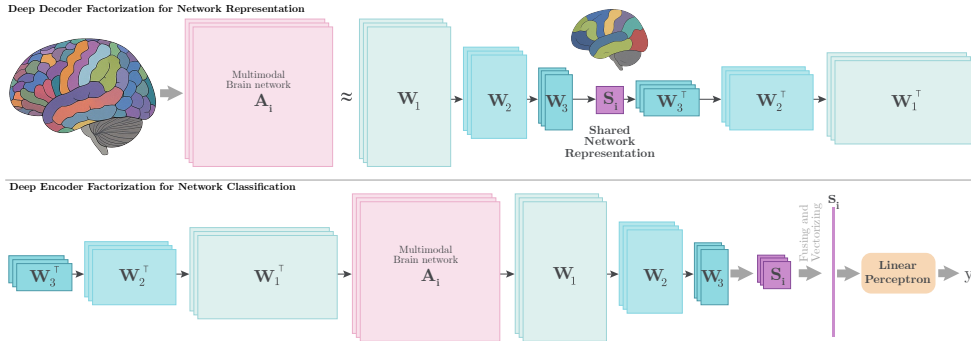 Deep Decoder Factorization for Network Representation
Multimodal
Brain network
A_i
≈
W_1
W_2
W_3
S_i
W_3^⊤
W_2^⊤
W_1^⊤
Shared
Network
Representation
Deep Encoder Factorization for Network Classification
W_3^⊤
W_2^⊤
W_1^⊤
Multimodal
Brain network
A_i
W_1
W_2
W_3
S_i
Fusing and
Vectorizing
s_i
Linear
Perceptron
y